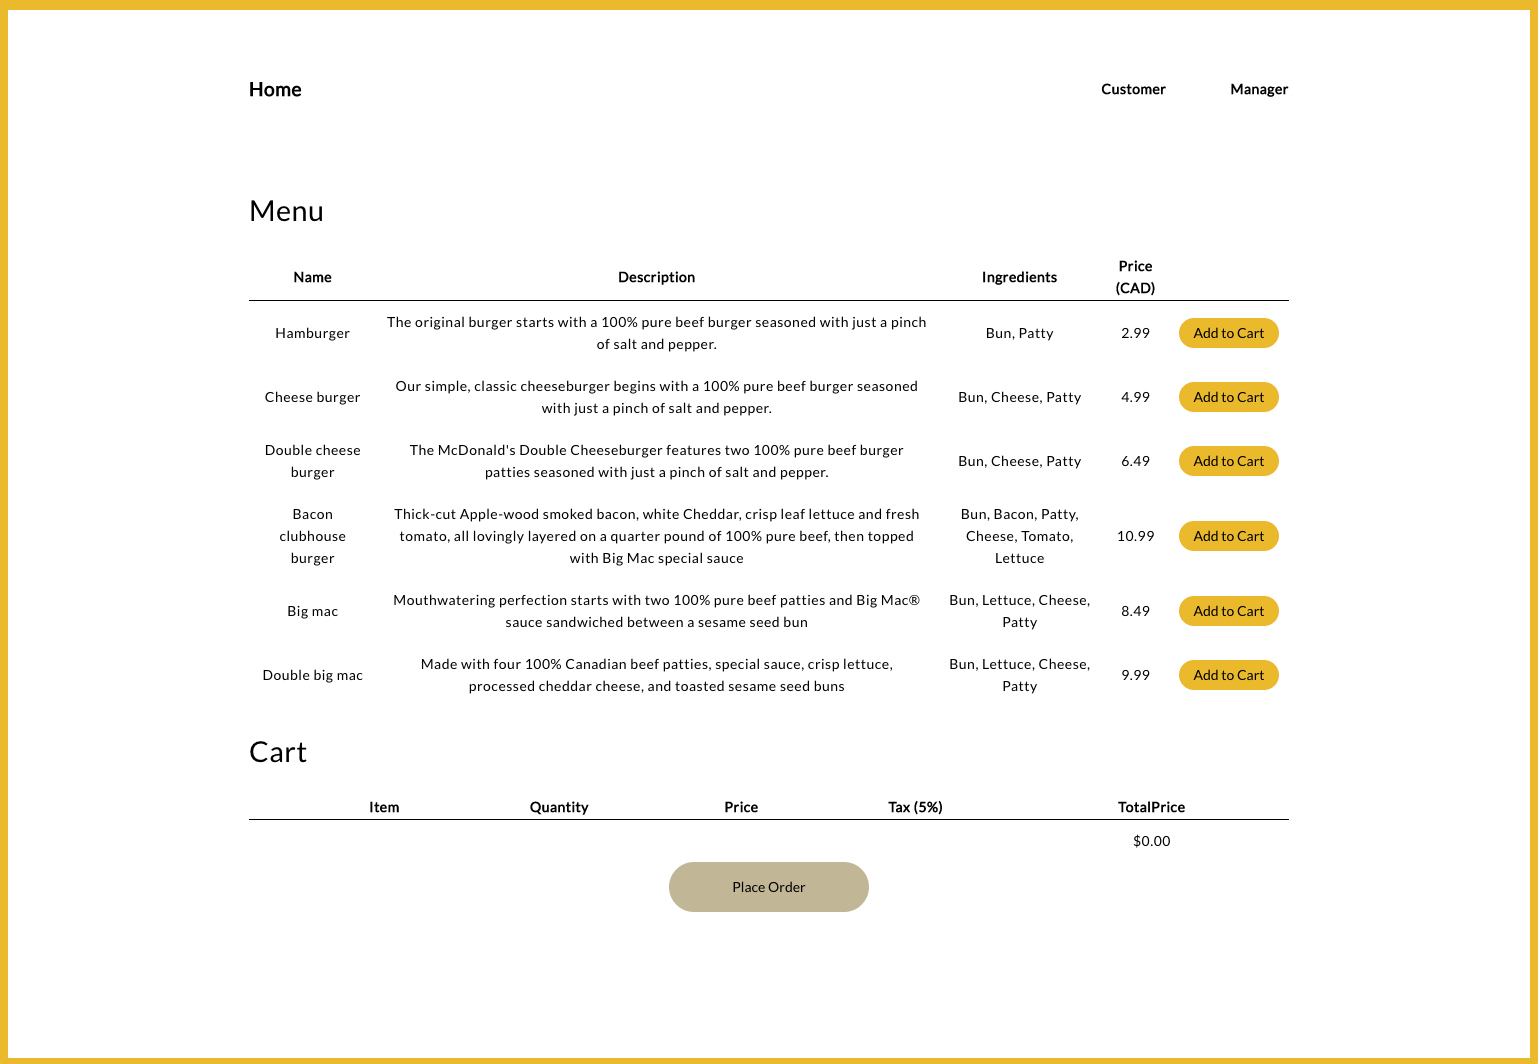 Home Customer Manager
Menu
Name Description Ingredients Price
(CAD)
Hamburger The original burger starts with a 100% pure beef burger seasoned with just a pinch
of salt and pepper. Bun, Patty 2.99 Add to Cart
Cheese burger Our simple, classic cheeseburger begins with a 100% pure beef burger seasoned
with just a pinch of salt and pepper. Bun, Cheese, Patty 4.99 Add to Cart
Double cheese
burger
The McDonald's Double Cheeseburger features two 100% pure beef burger
patties seasoned with just a pinch of salt and pepper.
Bun, Cheese, Patty 6.49 Add to Cart
Bacon
clubhouse
burger
Thick-cut Apple-wood smoked bacon, white Cheddar, crisp leaf lettuce and fresh
tomato, all lovingly layered on a quarter pound of 100% pure beef, then topped
with Big Mac special sauce
Bun, Bacon, Patty,
Cheese, Tomato,
Lettuce
10.99 Add to Cart
Big mac
Mouthwatering perfection starts with two 100% pure beef patties and Big Mac®
sauce sandwiched between a sesame seed bun
Bun, Lettuce, Cheese,
Patty
8.49 Add to Cart
Double big mac
Made with four 100% Canadian beef patties, special sauce, crisp lettuce,
processed cheddar cheese, and toasted sesame seed buns
Bun, Lettuce, Cheese,
Patty
9.99 Add to Cart
Cart
Item Quantity Price Tax (5%) TotalPrice
$0.00
Place Order